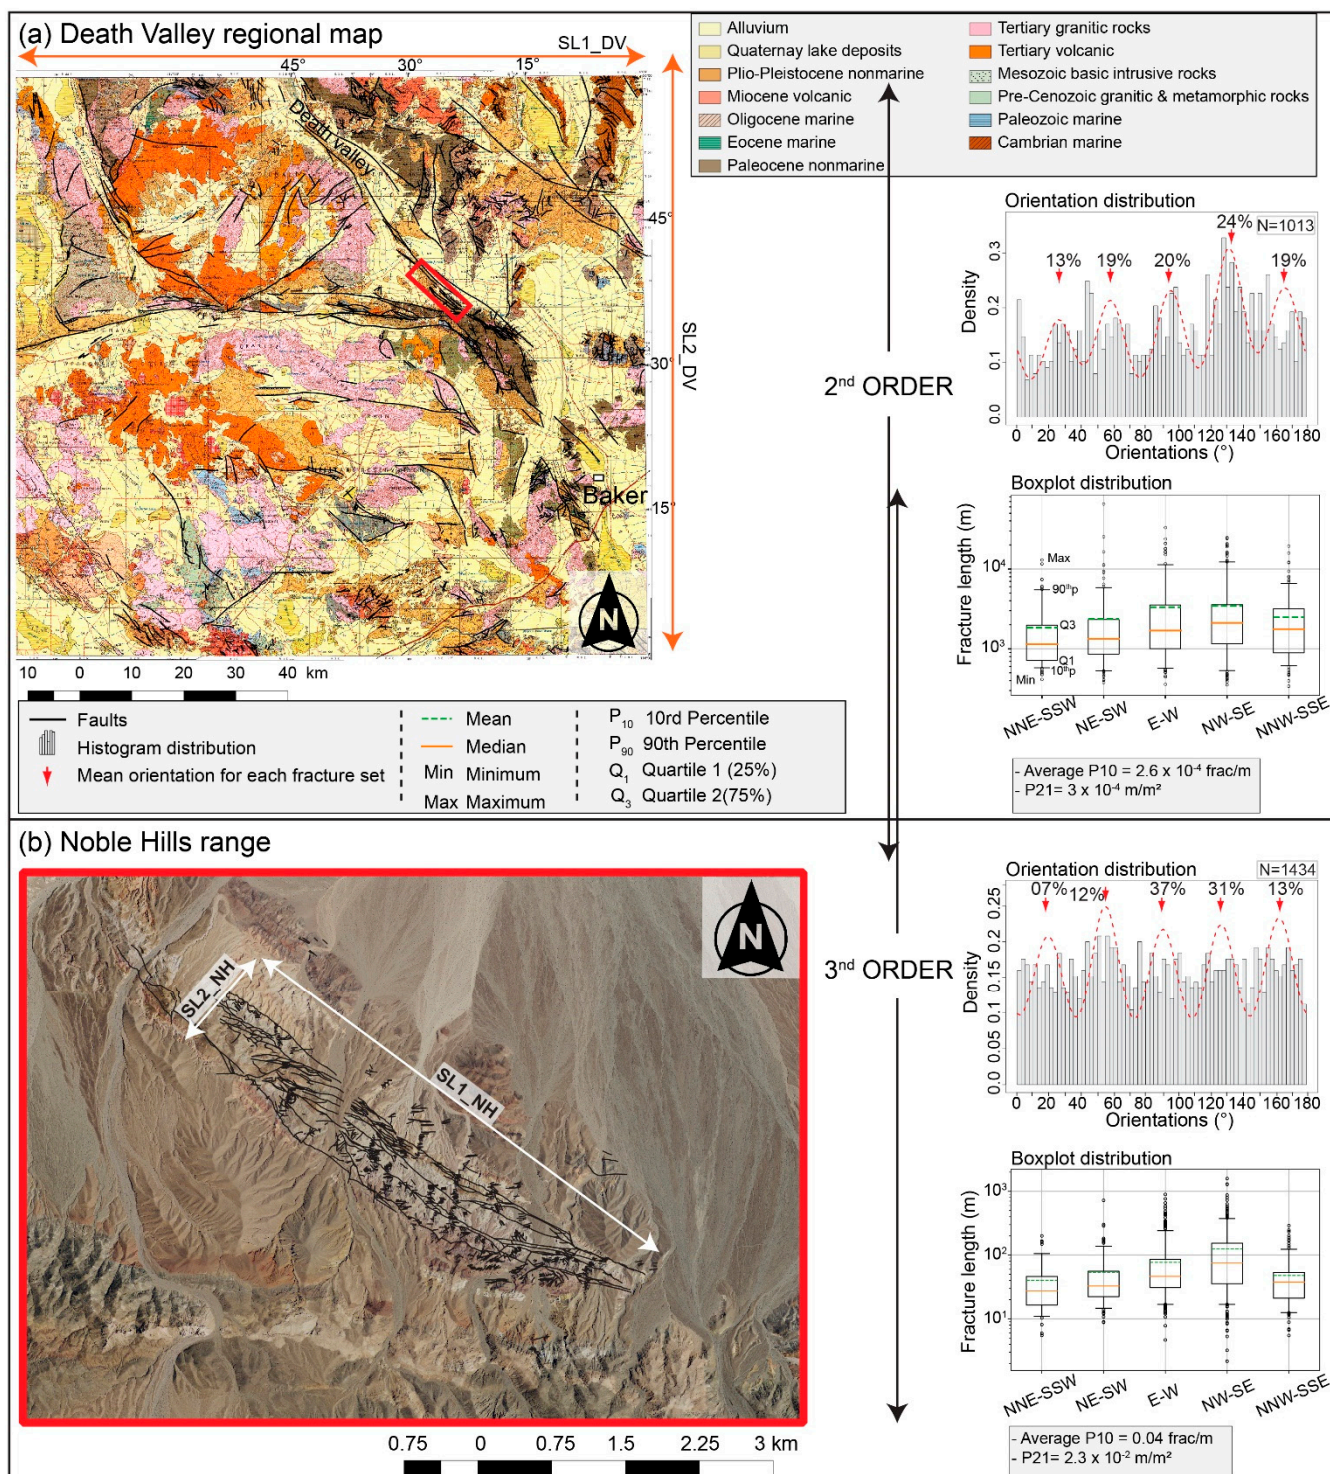 (a) Death Valley regional map
SL1_DV
45°
30°
15°
Death valley
45°
SL2_DV
30°
15°
Baker
N
10 0 10 20 30 40 km
Alluvium
Quaternay lake deposits
Plio-Pleistocene nonmarine
Miocene volcanic
Oligocene marine
Eocene marine
Paleocene nonmarine
Tertiary granitic rocks
Tertiary volcanic
Mesozoic basic intrusive rocks
Pre-Cenozoic granitic & metamorphic rocks
Paleozoic marine
Cambrian marine
Faults
Histogram distribution
Mean orientation for each fracture set
Mean
Median
Min Minimum
Max Maximum
P10 10rd Percentile
P90 90th Percentile
Q1 Quartile 1 (25%)
Q3 Quartile 2(75%)
2nd ORDER
Orientation distribution
N=1013
13% 19% 20% 24% 19%
Density
0.3
0.2
0.1
0.0
0 20 60 100 140 180
40 80 120 160
Orientations (°)
Boxplot distribution
Fracture length (m)
10⁴
10³
Max
90thp
Q3
Q1
10thp
Min
NNE-SSW NE-SW E-W NW-SE NNW-SSE
- Average P10 = 2.6 x 10⁻⁴ frac/m
- P21= 3 x 10⁻⁴ m/m²
(b) Noble Hills range
N
SL2_NH
SL1_NH
0.75 0 0.75 1.5 2.25 3 km
3nd ORDER
Orientation distribution
N=1434
07% 12% 37% 31% 13%
Density
0.25
0.2
0.15
0.1
0.05
0.0
0 20 60 100 140 180
40 80 120 160
Orientations (°)
Boxplot distribution
Fracture length (m)
10³
10²
10¹
NNE-SSW NE-SW E-W NW-SE NNW-SSE
- Average P10 = 0.04 frac/m
- P21= 2.3 x 10⁻² m/m²